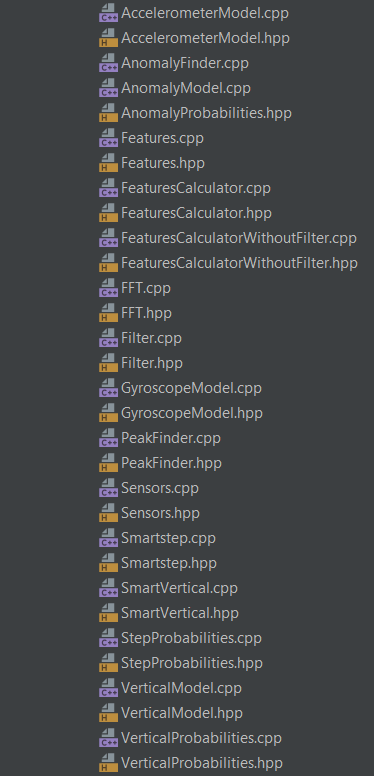 AccelerometerModel.cpp
AccelerometerModel.hpp
AnomalyFinder.cpp
AnomalyModel.cpp
AnomalyProbabilities.hpp
Features.cpp
Features.hpp
FeaturesCalculator.cpp
FeaturesCalculator.hpp
FeaturesCalculatorWithoutFilter.cpp
FeaturesCalculatorWithoutFilter.hpp
FFT.cpp
FFT.hpp
Filter.cpp
Filter.hpp
GyroscopeModel.cpp
GyroscopeModel.hpp
PeakFinder.cpp
PeakFinder.hpp
Sensors.cpp
Sensors.hpp
Smartstep.cpp
Smartstep.hpp
SmartVertical.cpp
SmartVertical.hpp
StepProbabilities.cpp
StepProbabilities.hpp
VerticalModel.cpp
VerticalModel.hpp
VerticalProbabilities.cpp
VerticalProbabilities.hpp